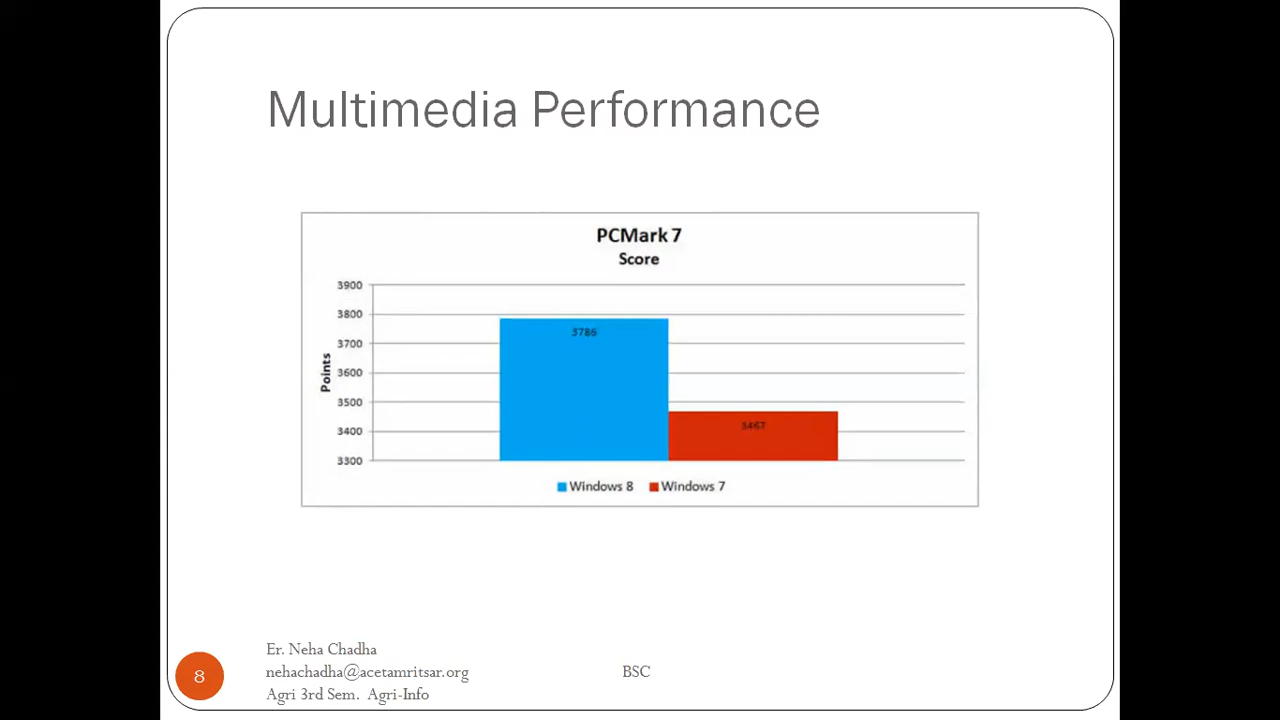 Multimedia Performance
PCMark 7
Score
3900
3800
3700
3600
3500
3400
3300
Points
3786
3467
Windows 8 Windows 7
Er. Neha Chadha
nehachadha@acetamritsar.org
Agri 3rd Sem. Agri-Info
BSC
8